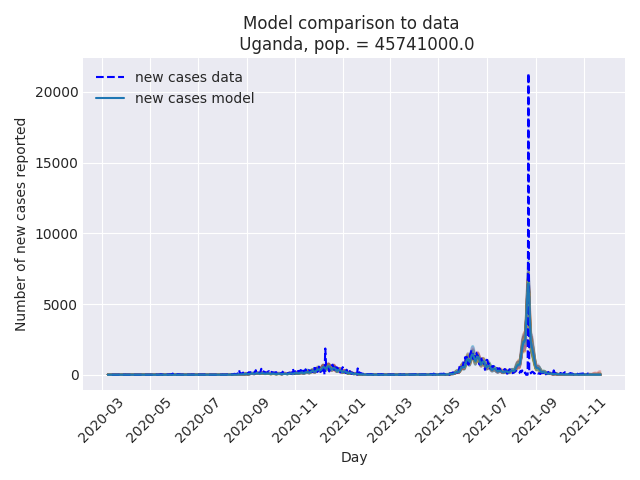 Model comparison to data
Uganda, pop. = 45741000.0
new cases data
new cases model
Number of new cases reported
20000
15000
10000
5000
0
2020-03
2020-05
2020-07
2020-09
2020-11
2021-01
2021-03
2021-05
2021-07
2021-09
2021-11
Day